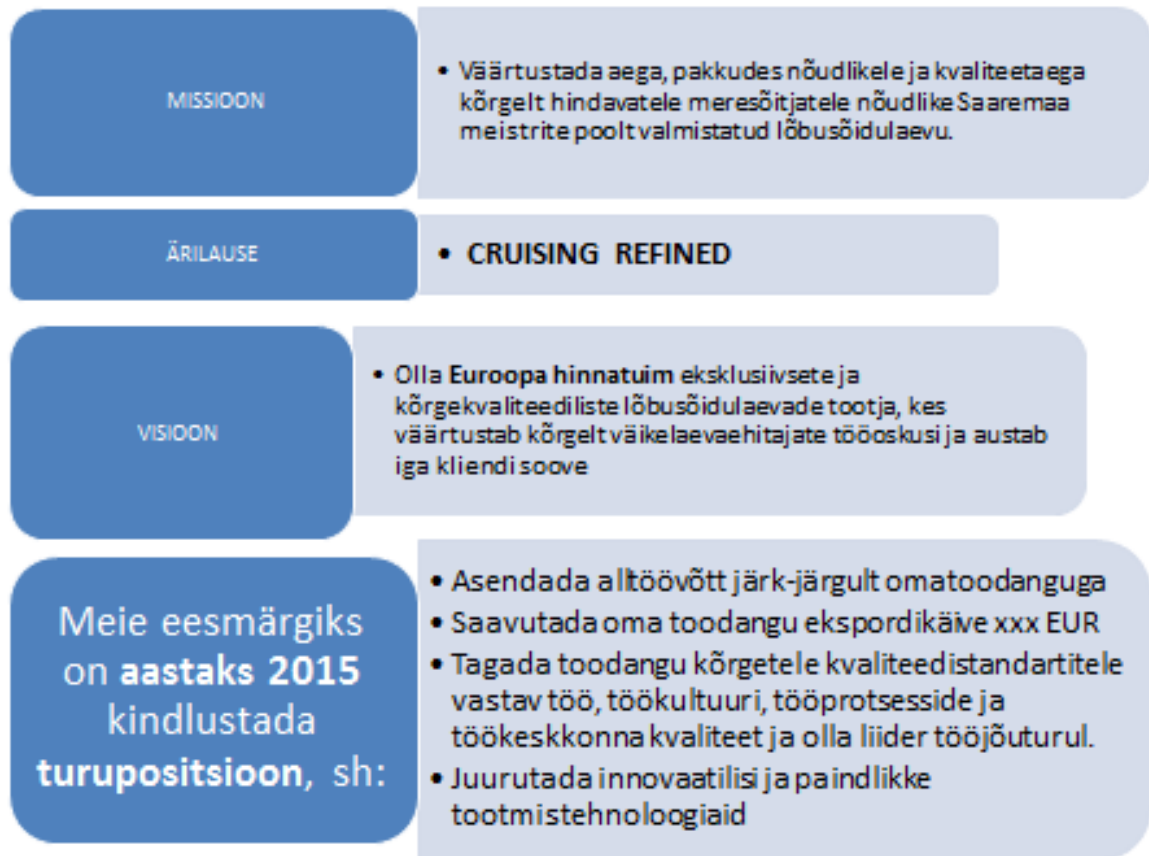 MISSIOON
• Väärtustada aega, pakkudes nõudlikele ja kvaliteetaega
kõrgelt hindavatele meresõitjatele nõudlike Saaremaa
meistrite poolt valmistatud lõbusõidulaevu.
ÄRILAUSE
• CRUISING REFINED
VISIOON
• Olla Euroopa hinnatuim eksklusiivsete ja
kõrgekvaliteediliste lõbusõidulaevade tootja, kes
väärtustab kõrgelt väikelaevaehitajate tööoskusi ja austab
iga kliendi soove
Meie eesmärgiks
on aastaks 2015
kindlustada
turupositsioon, sh:
• Asendada alltöövõtt järk-järgult omatoodanguga
• Saavutada oma toodangu ekspordikäive xxx EUR
• Tagada toodangu kõrgetele kvaliteedistandartitele
vastav töö, töökultuuri, tööprotsesside ja
töökeskkonna kvaliteet ja olla liider tööjõuturul.
• Juurutada innovaatilisi ja paindlikke
tootmistehnoloogiaid